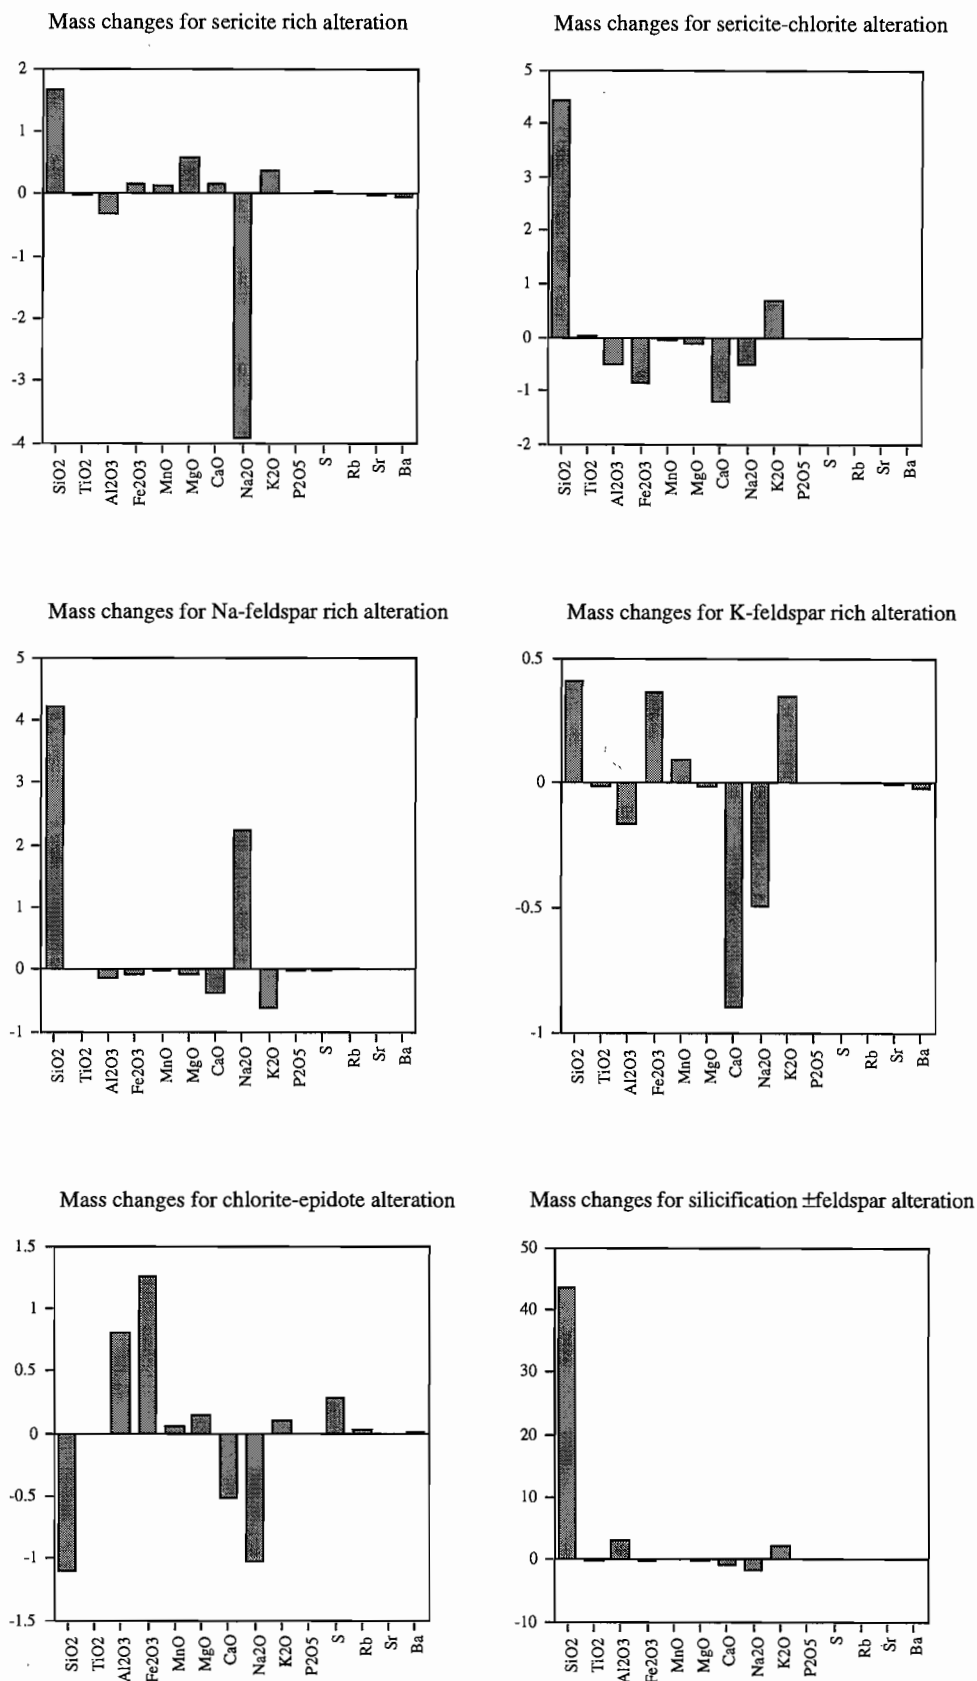 Mass changes for sericite rich alteration
2
1
0
-1
-2
-3
-4
SiO2
TiO2
Al2O3
Fe2O3
MnO
MgO
CaO
Na2O
K2O
P2O5
S
Rb
Sr
Ba
Mass changes for sericite-chlorite alteration
5
4
3
2
1
0
-1
-2
SiO2
TiO2
Al2O3
Fe2O3
MnO
MgO
CaO
Na2O
K2O
P2O5
S
Rb
Sr
Ba
Mass changes for Na-feldspar rich alteration
5
4
3
2
1
0
-1
SiO2
TiO2
Al2O3
Fe2O3
MnO
MgO
CaO
Na2O
K2O
P2O5
S
Rb
Sr
Ba
Mass changes for K-feldspar rich alteration
0.5
0
-0.5
-1
SiO2
TiO2
Al2O3
Fe2O3
MnO
MgO
CaO
Na2O
K2O
P2O5
S
Rb
Sr
Ba
Mass changes for chlorite-epidote alteration
1.5
1
0.5
0
-0.5
-1
-1.5
SiO2
TiO2
Al2O3
Fe2O3
MnO
MgO
CaO
Na2O
K2O
P2O5
S
Rb
Sr
Ba
Mass changes for silicification ±feldspar alteration
50
40
30
20
10
0
-10
SiO2
TiO2
Al2O3
Fe2O3
MnO
MgO
CaO
Na2O
K2O
P2O5
S
Rb
Sr
Ba